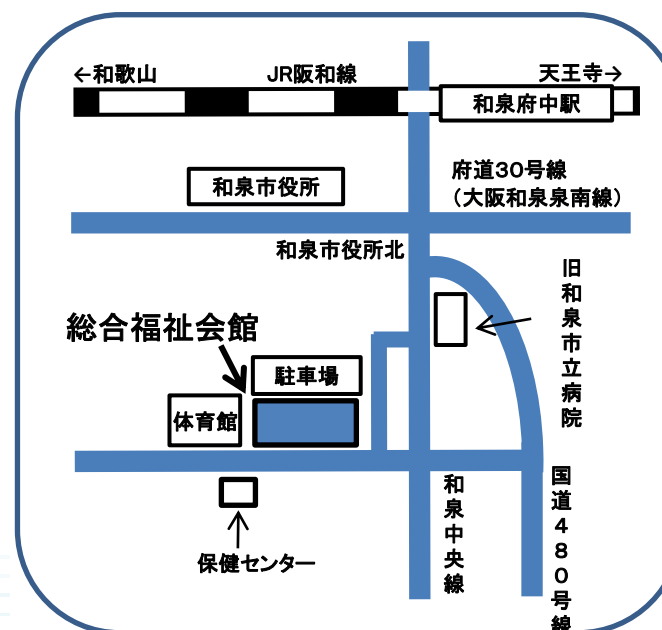 ←和歌山
JR阪和線
天王寺→
和泉府中駅
和泉市役所
府道30号線
（大阪和泉泉南線）
和泉市役所北
旧和泉市立病院
総合福祉会館
駐車場
体育館
和泉中央線
国道480号線
保健センター